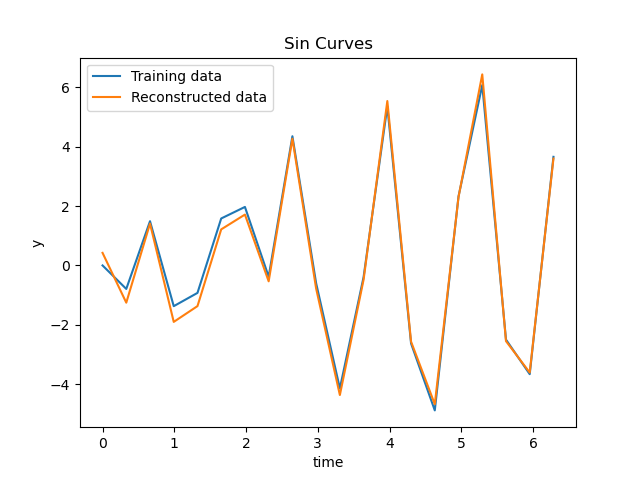 Sin Curves
Training data
Reconstructed data
6
4
2
0
−2
−4
y
0 1 2 3 4 5 6
time